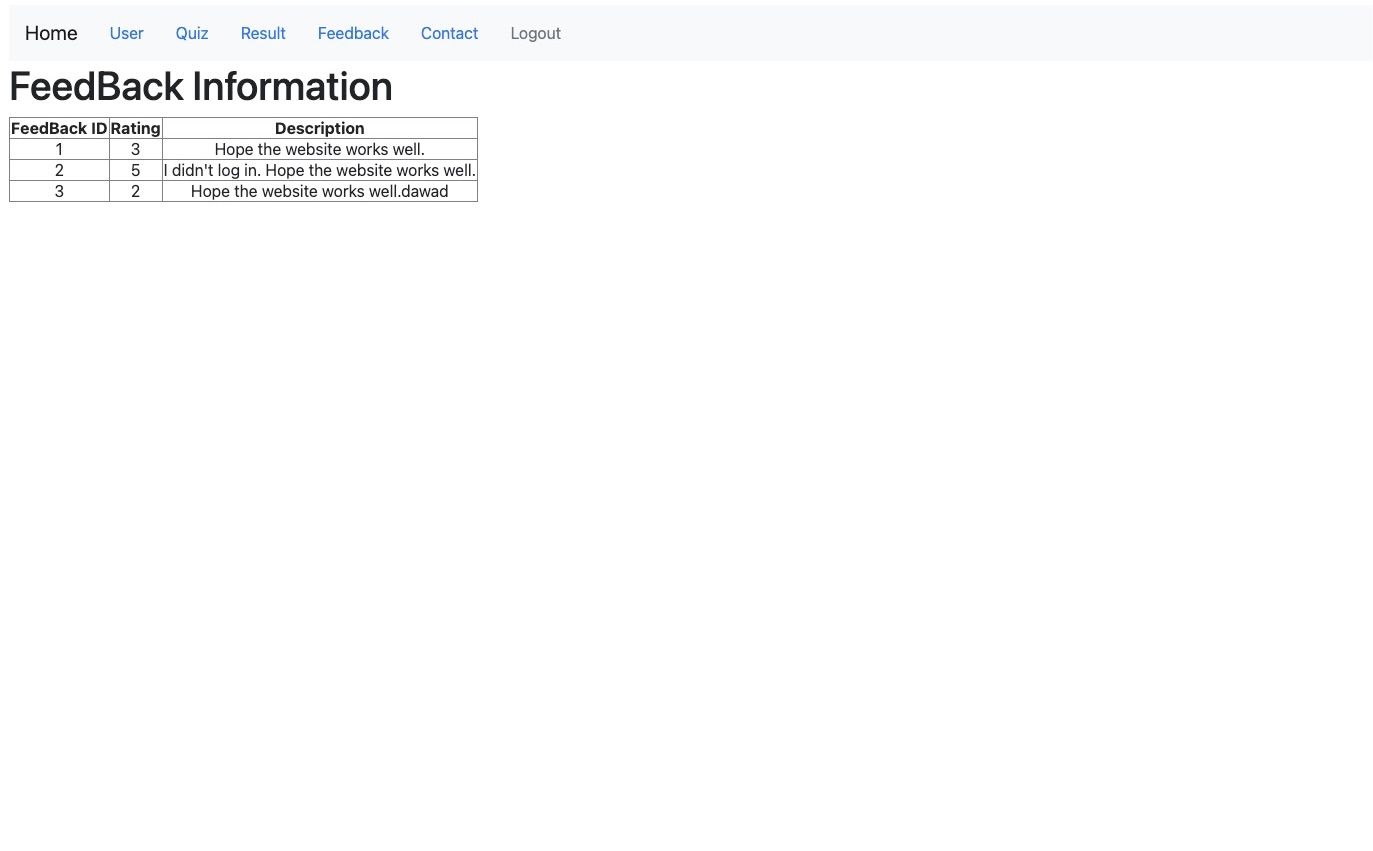 Home User Quiz Result Feedback Contact Logout
FeedBack Information
FeedBack ID Rating Description
1 3 Hope the website works well.
2 5 I didn't log in. Hope the website works well.
3 2 Hope the website works well.dawad